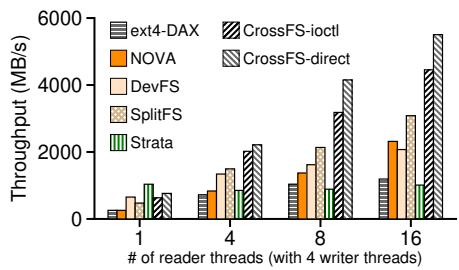 Throughput (MB/s)
6000
4000
2000
0
ext4-DAX
NOVA
DevFS
SplitFS
Strata
CrossFS-ioctl
CrossFS-direct
1 4 8 16
# of reader threads (with 4 writer threads)